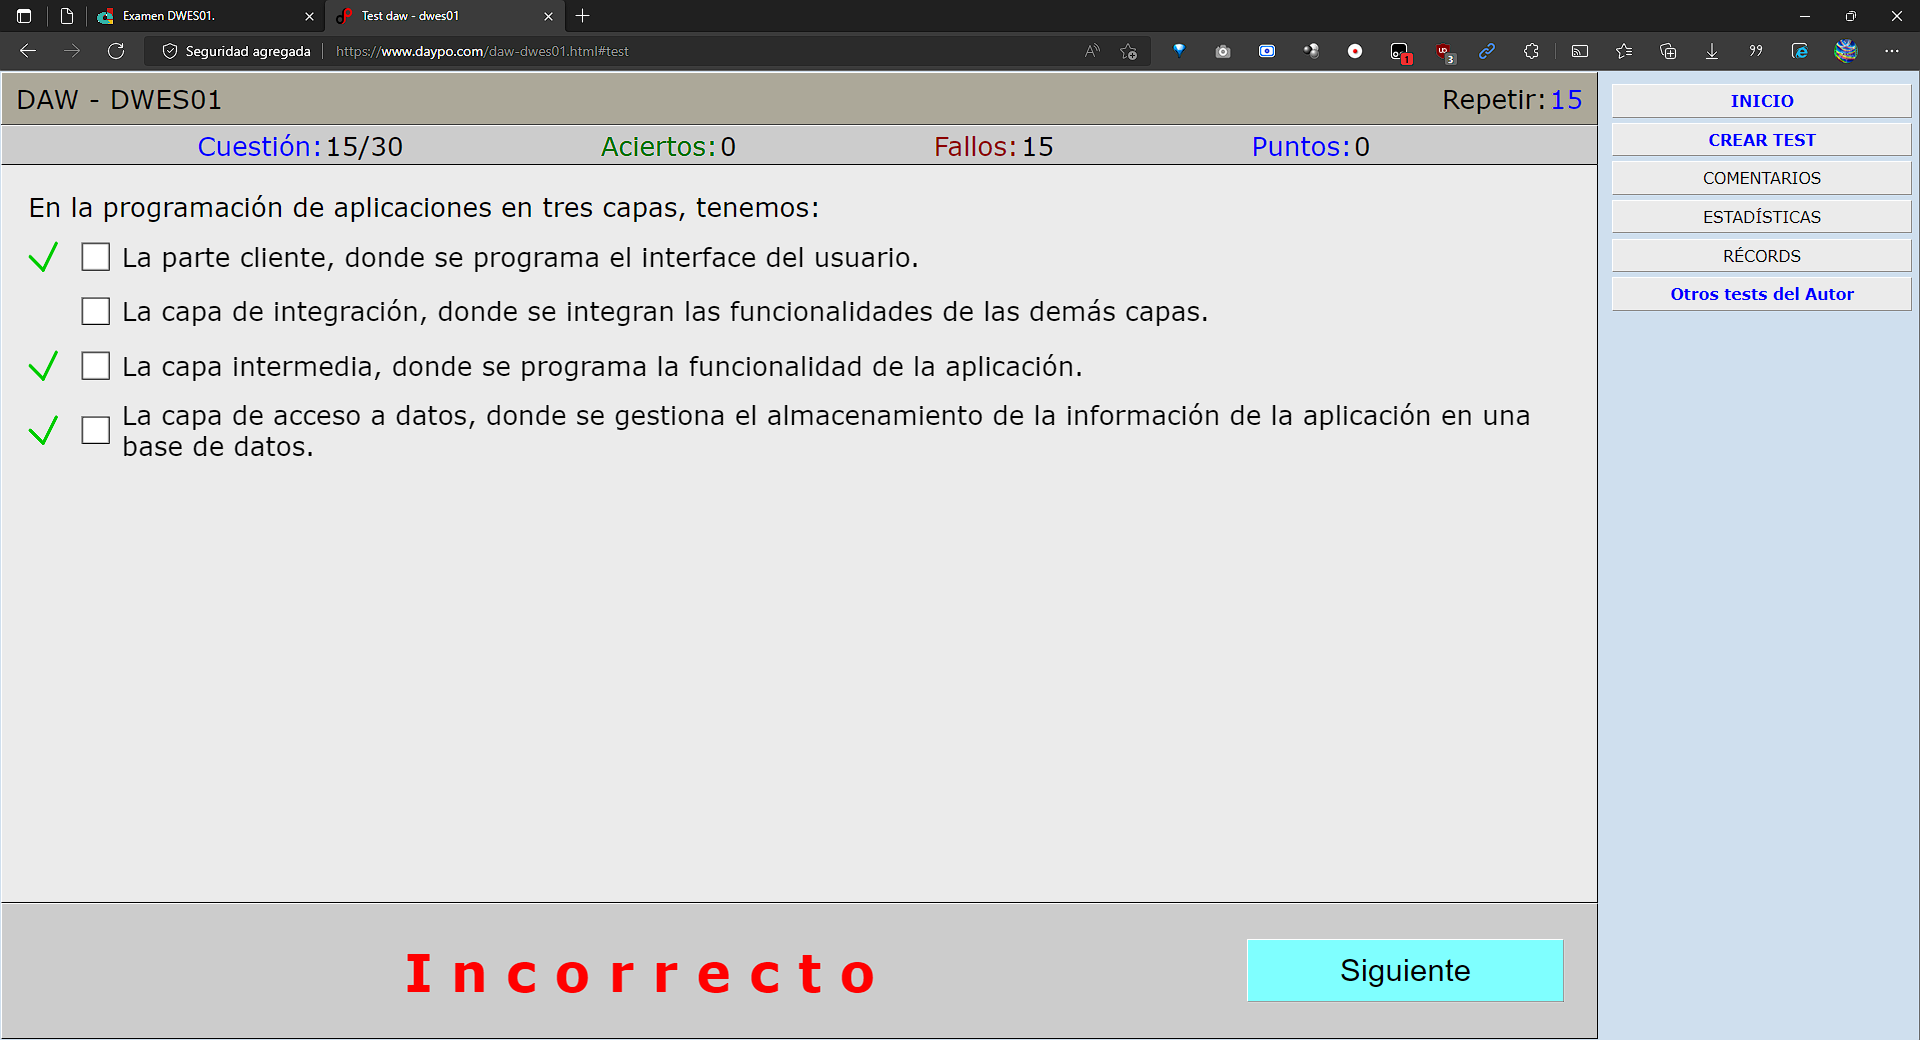 Examen DWES01.
Test daw - dwes01
Seguridad agregada
https://www.daypo.com/daw-dwes01.html#test
1
UD
3
DAW - DWES01
Repetir: 15
Cuestión: 15/30
Aciertos: 0
Fallos: 15
Puntos: 0
En la programación de aplicaciones en tres capas, tenemos:
La parte cliente, donde se programa el interface del usuario.
La capa de integración, donde se integran las funcionalidades de las demás capas.
La capa intermedia, donde se programa la funcionalidad de la aplicación.
La capa de acceso a datos, donde se gestiona el almacenamiento de la información de la aplicación en una
base de datos.
Incorrecto
Siguiente
INICIO
CREAR TEST
COMENTARIOS
ESTADÍSTICAS
RÉCORDS
Otros tests del Autor